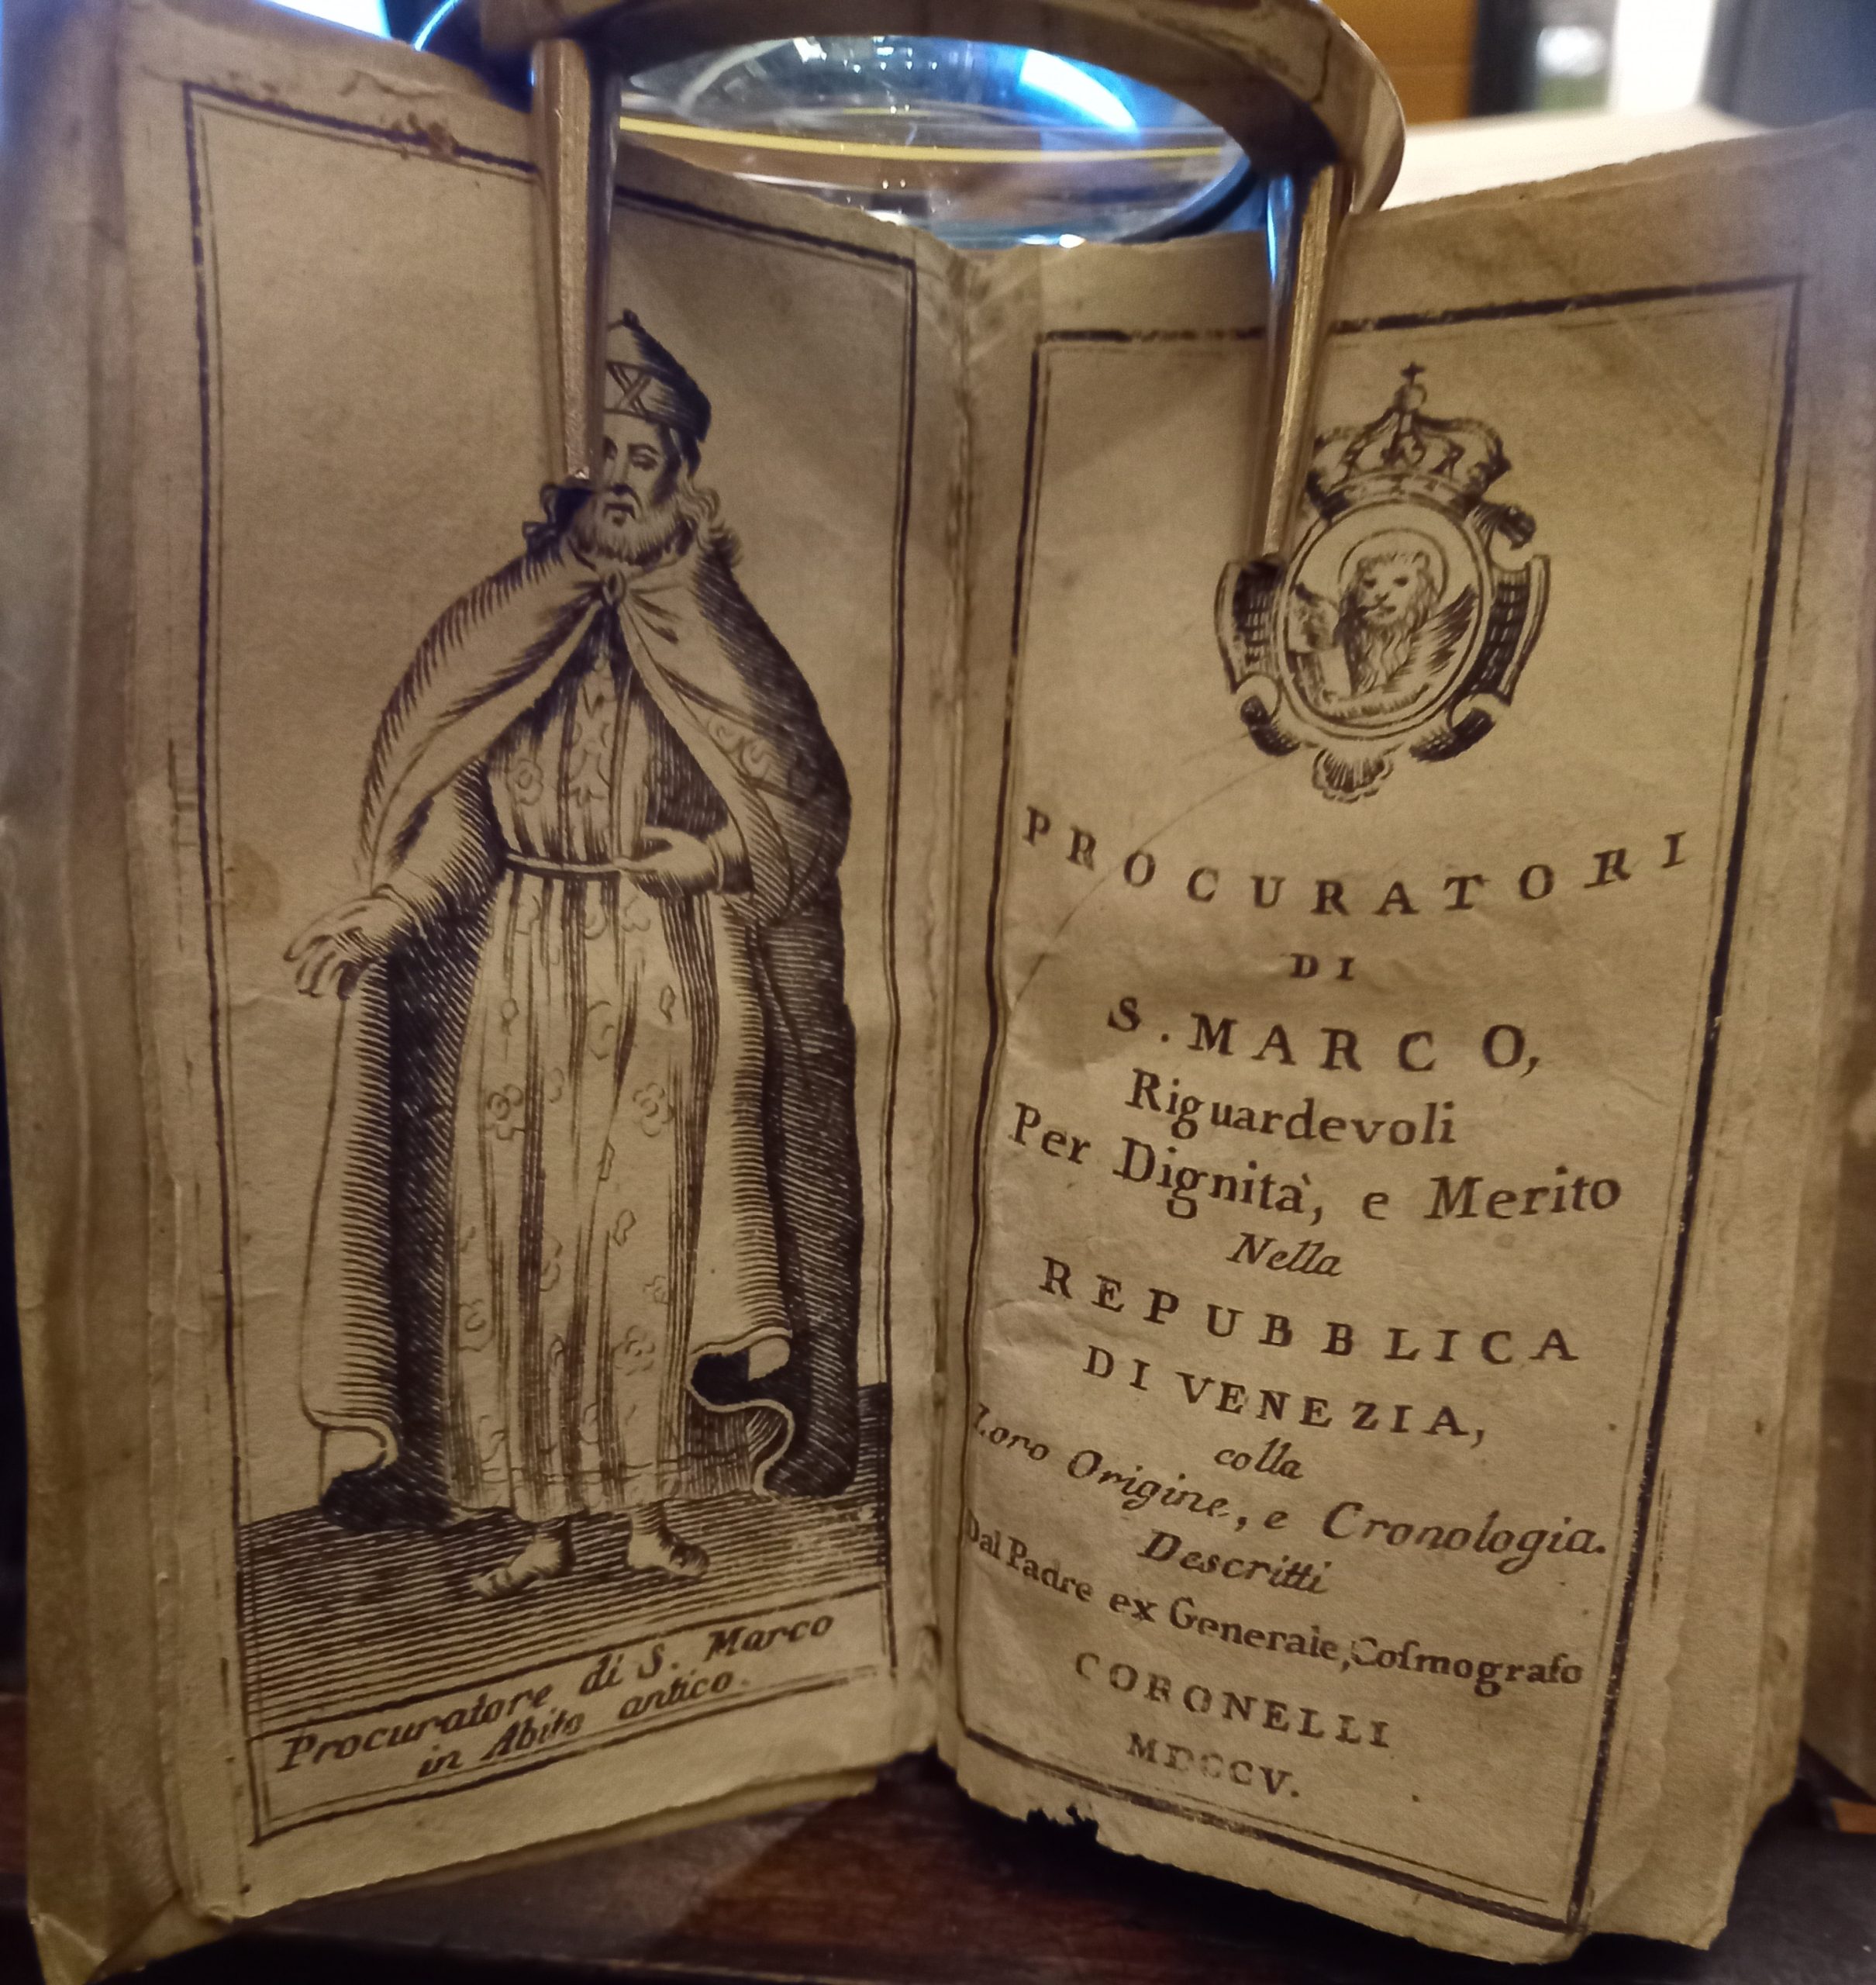 Procuratore di S. Marco
in Abito antico.
PROCURATORI
DI
S. MARCO,
Riguardevoli
Per Dignità, e Merito
Nella
REPUBBLICA
DI VENEZIA,
colla
Loro Origine, e Cronologia.
Descritti
Dal Padre ex Generale, Coſmografo
CORONELLI
MDCCV.